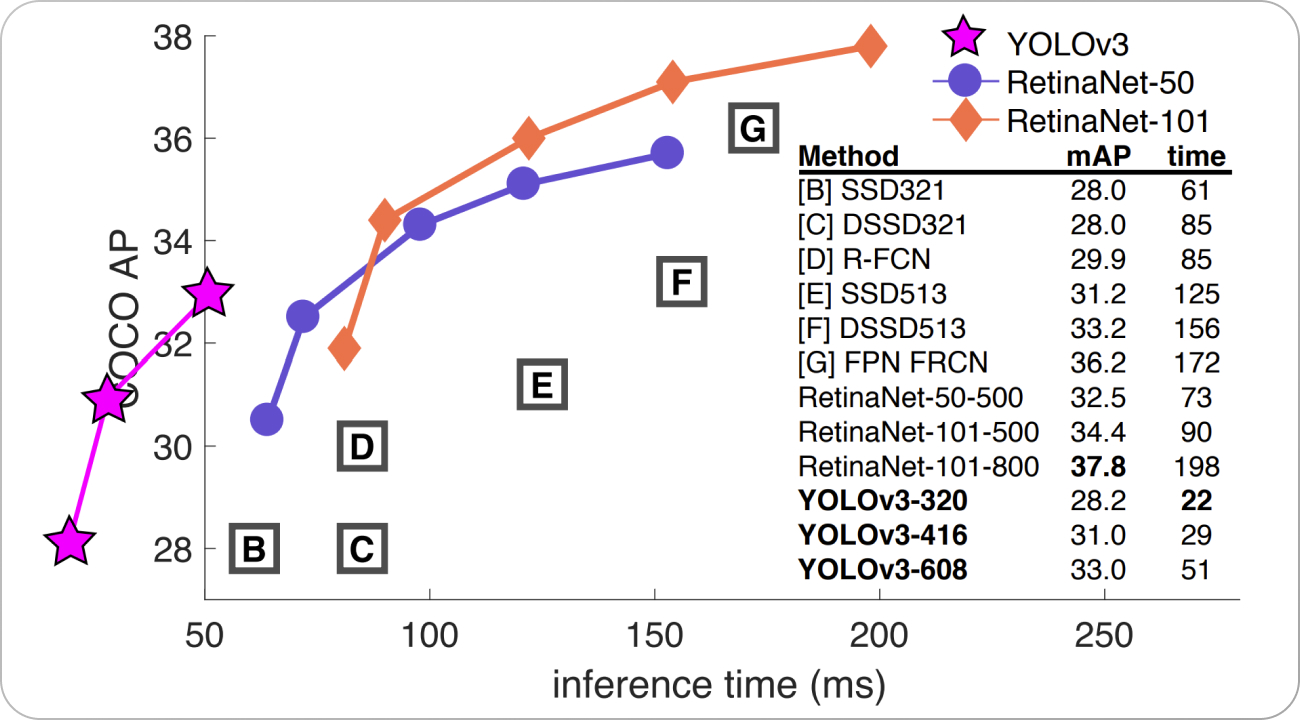 38
36
34
32
30
28
COCO AP
50 100 150 200 250
inference time (ms)
B
C
D
E
F
G
YOLOv3
RetinaNet-50
RetinaNet-101
Method mAP time
[B] SSD321 28.0 61
[C] DSSD321 28.0 85
[D] R-FCN 29.9 85
[E] SSD513 31.2 125
[F] DSSD513 33.2 156
[G] FPN FRCN 36.2 172
RetinaNet-50-500 32.5 73
RetinaNet-101-500 34.4 90
RetinaNet-101-800 37.8 198
YOLOv3-320 28.2 22
YOLOv3-416 31.0 29
YOLOv3-608 33.0 51